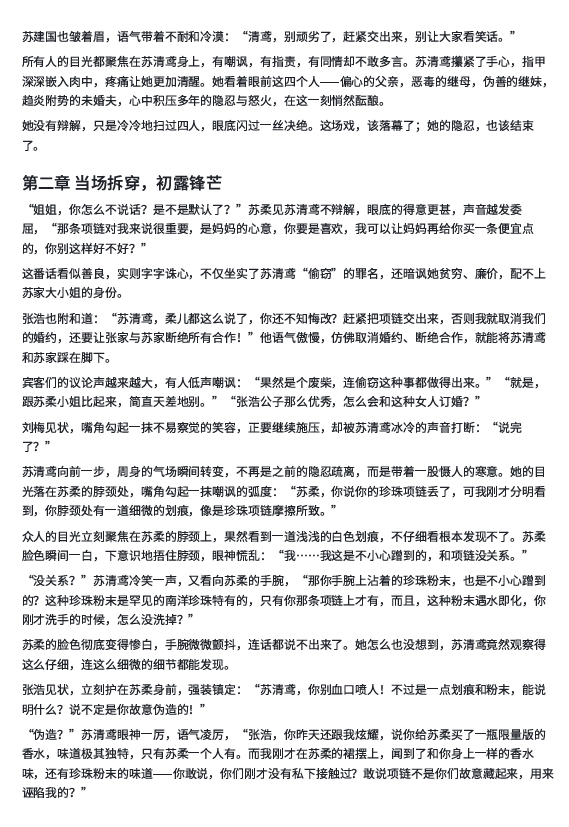 苏建国也皱着眉，语气带着不耐和冷漠：“清鸢，别顽劣了，赶紧交出来，别让大家看笑话。”
所有人的目光都聚焦在苏清鸢身上，有嘲讽，有指责，有同情却不敢多言。苏清鸢攥紧了手心，指甲
深深嵌入肉中，疼痛让她更加清醒。她看着眼前这四个人——偏心的父亲，恶毒的继母，伪善的继妹，
趋炎附势的未婚夫，心中积压多年的隐忍与怒火，在这一刻悄然酝酿。
她没有辩解，只是冷冷地扫过四人，眼底闪过一丝决绝。这场戏，该落幕了；她的隐忍，也该结束
了。
第二章 当场拆穿，初露锋芒
“姐姐，你怎么不说话？是不是默认了？”苏柔见苏清鸢不辩解，眼底的得意更甚，声音越发委
屈，“那条项链对我来说很重要，是妈妈的心意，你要是喜欢，我可以让妈妈再给你买一条便宜点
的，你别这样好不好？”
这番话看似善良，实则字字诛心，不仅坐实了苏清鸢“偷窃”的罪名，还暗讽她贫穷、廉价，配不上
苏家大小姐的身份。
张浩也附和道：“苏清鸢，柔儿都这么说了，你还不知悔改？赶紧把项链交出来，否则我就取消我们
的婚约，还要让张家与苏家断绝所有合作！”他语气傲慢，仿佛取消婚约、断绝合作，就能将苏清鸢
和苏家踩在脚下。
宾客们的议论声越来越大，有人低声嘲讽：“果然是个废柴，连偷窃这种事都做得出来。”“就是，
跟苏柔小姐比起来，简直天差地别。”“张浩公子那么优秀，怎么会和这种女人订婚？”
刘梅见状，嘴角勾起一抹不易察觉的笑容，正要继续施压，却被苏清鸢冰冷的声音打断：“说完
了？”
苏清鸢向前一步，周身的气场瞬间转变，不再是之前的隐忍疏离，而是带着一股慑人的寒意。她的目
光落在苏柔的脖颈处，嘴角勾起一抹嘲讽的弧度：“苏柔，你说你的珍珠项链丢了，可我刚才分明看
到，你脖颈处有一道细微的划痕，像是珍珠项链摩擦所致。”
众人的目光立刻聚焦在苏柔的脖颈上，果然看到一道浅浅的白色划痕，不仔细看根本发现不了。苏柔
脸色瞬间一白，下意识地捂住脖颈，眼神慌乱：“我……我这是不小心蹭到的，和项链没关系。”
“没关系？”苏清鸢冷笑一声，又看向苏柔的手腕，“那你手腕上沾着的珍珠粉末，也是不小心蹭到
的？这种珍珠粉末是罕见的南洋珍珠特有的，只有你那条项链上才有，而且，这种粉末遇水即化，你
刚才洗手的时候，怎么没洗掉？”
苏柔的脸色彻底变得惨白，手腕微微颤抖，连话都说不出来了。她怎么也没想到，苏清鸢竟然观察得
这么仔细，连这么细微的细节都能发现。
张浩见状，立刻护在苏柔身前，强装镇定：“苏清鸢，你别血口喷人！不过是一点划痕和粉末，能说
明什么？说不定是你故意伪造的！”
“伪造？”苏清鸢眼神一厉，语气凌厉，“张浩，你昨天还跟我炫耀，说你给苏柔买了一瓶限量版的
香水，味道极其独特，只有苏柔一个人有。而我刚才在苏柔的裙摆上，闻到了和你身上一样的香水
味，还有珍珠粉末的味道——你敢说，你们刚才没有私下接触过？敢说项链不是你们故意藏起来，用来
诬陷我的？”